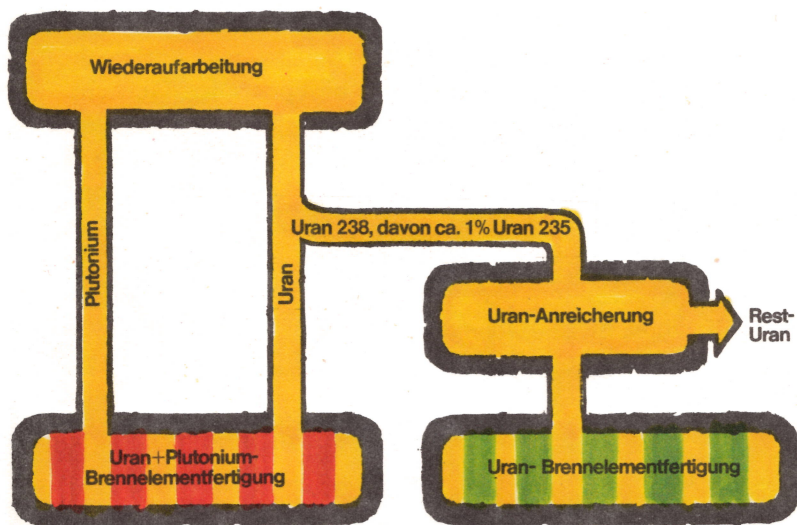 Wiederaufarbeitung
Plutonium
Uran
Uran 238, davon ca. 1% Uran 235
Uran-Anreicherung
Rest-
Uran
Uran+Plutonium-
Brennelementfertigung
Uran- Brennelementfertigung